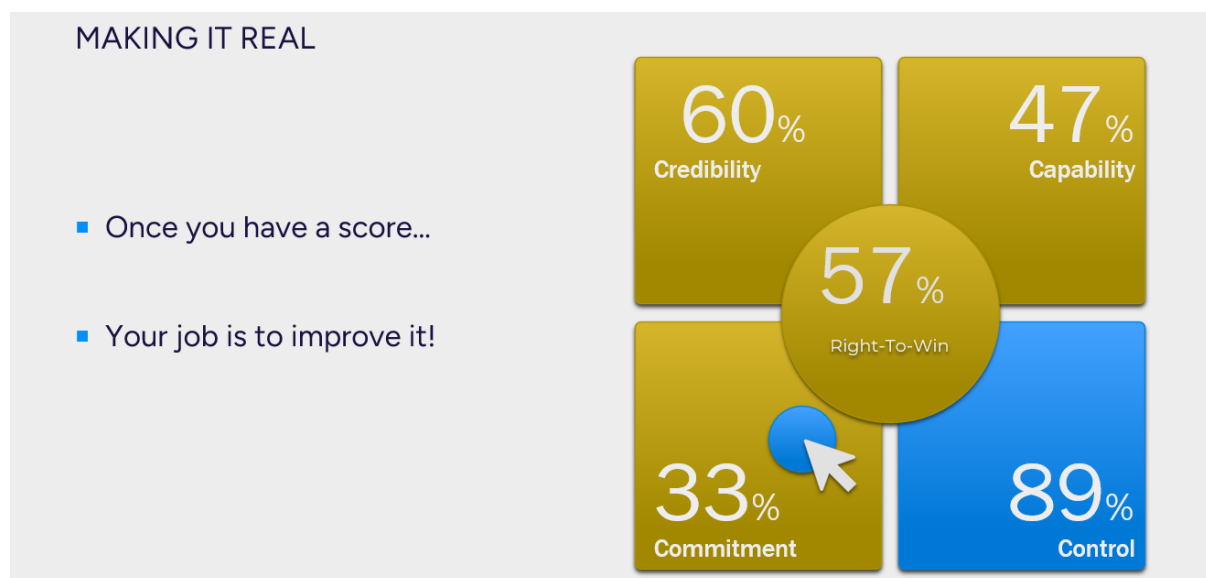 MAKING IT REAL
Once you have a score...
Your job is to improve it!
60%
Credibility
47%
Capability
57%
Right-To-Win
33%
Commitment
89%
Control